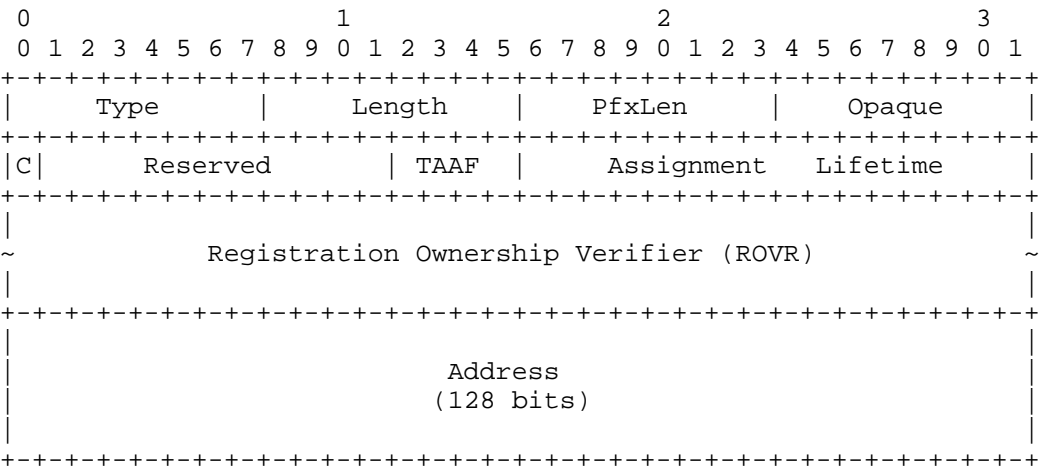 0                   1                   2                   3
 0 1 2 3 4 5 6 7 8 9 0 1 2 3 4 5 6 7 8 9 0 1 2 3 4 5 6 7 8 9 0 1
+-+-+-+-+-+-+-+-+-+-+-+-+-+-+-+-+-+-+-+-+-+-+-+-+-+-+-+-+-+-+-+-+
|     Type      |     Length    |    PfxLen     |    Opaque     |
+-+-+-+-+-+-+-+-+-+-+-+-+-+-+-+-+-+-+-+-+-+-+-+-+-+-+-+-+-+-+-+-+
|C|      Reserved       | TAAF  |     Assignment   Lifetime     |
+-+-+-+-+-+-+-+-+-+-+-+-+-+-+-+-+-+-+-+-+-+-+-+-+-+-+-+-+-+-+-+-+
|                                                               |
~            Registration Ownership Verifier (ROVR)             ~
|                                                               |
+-+-+-+-+-+-+-+-+-+-+-+-+-+-+-+-+-+-+-+-+-+-+-+-+-+-+-+-+-+-+-+-+
|                                                               |
|                           Address                             |
|                          (128 bits)                           |
|                                                               |
+-+-+-+-+-+-+-+-+-+-+-+-+-+-+-+-+-+-+-+-+-+-+-+-+-+-+-+-+-+-+-+-+